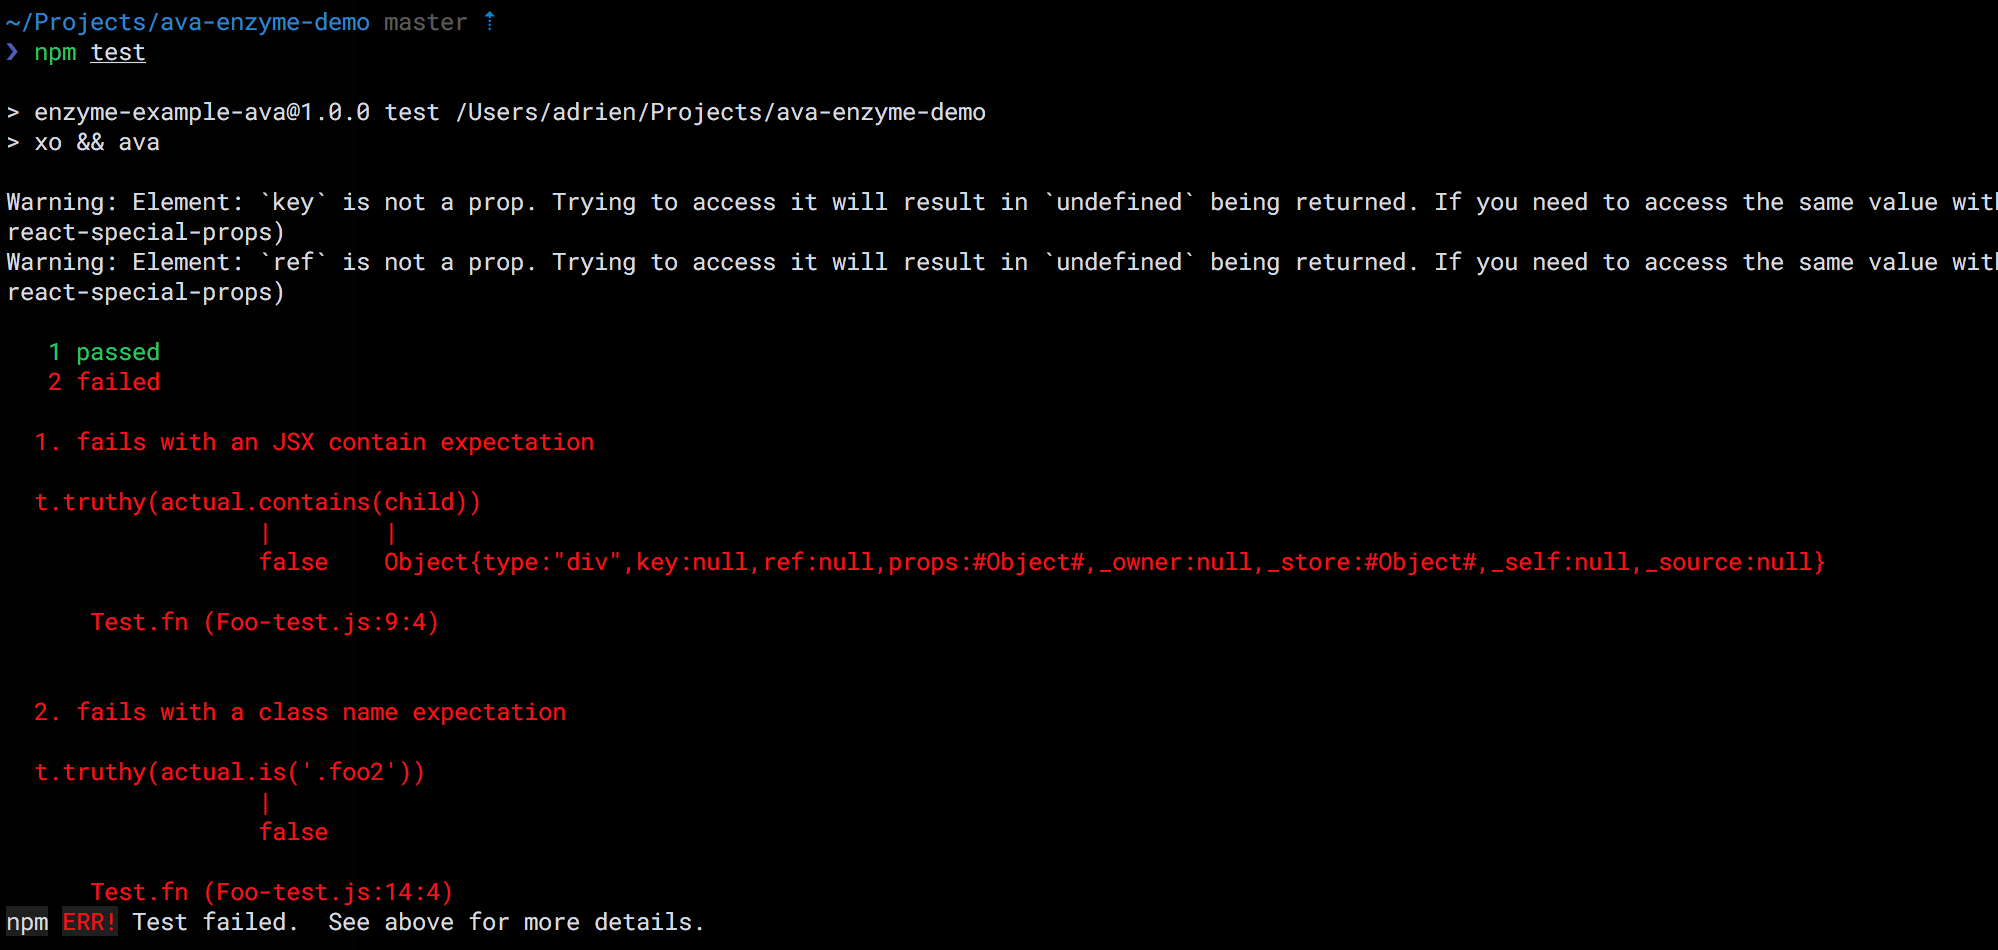 ~/Projects/ava-enzyme-demo master ⇡
❯ npm test
> enzyme-example-ava@1.0.0 test /Users/adrien/Projects/ava-enzyme-demo
> xo && ava
Warning: Element: `key` is not a prop. Trying to access it will result in `undefined` being returned. If you need to access the same value with
react-special-props)
Warning: Element: `ref` is not a prop. Trying to access it will result in `undefined` being returned. If you need to access the same value with
react-special-props)
1 passed
2 failed
1. fails with an JSX contain expectation
t.truthy(actual.contains(child))
|        |
false    Object{type:"div",key:null,ref:null,props:#Object#,_owner:null,_store:#Object#,_self:null,_source:null}
Test.fn (Foo-test.js:9:4)
2. fails with a class name expectation
t.truthy(actual.is('.foo2'))
|
false
Test.fn (Foo-test.js:14:4)
npm ERR! Test failed.  See above for more details.